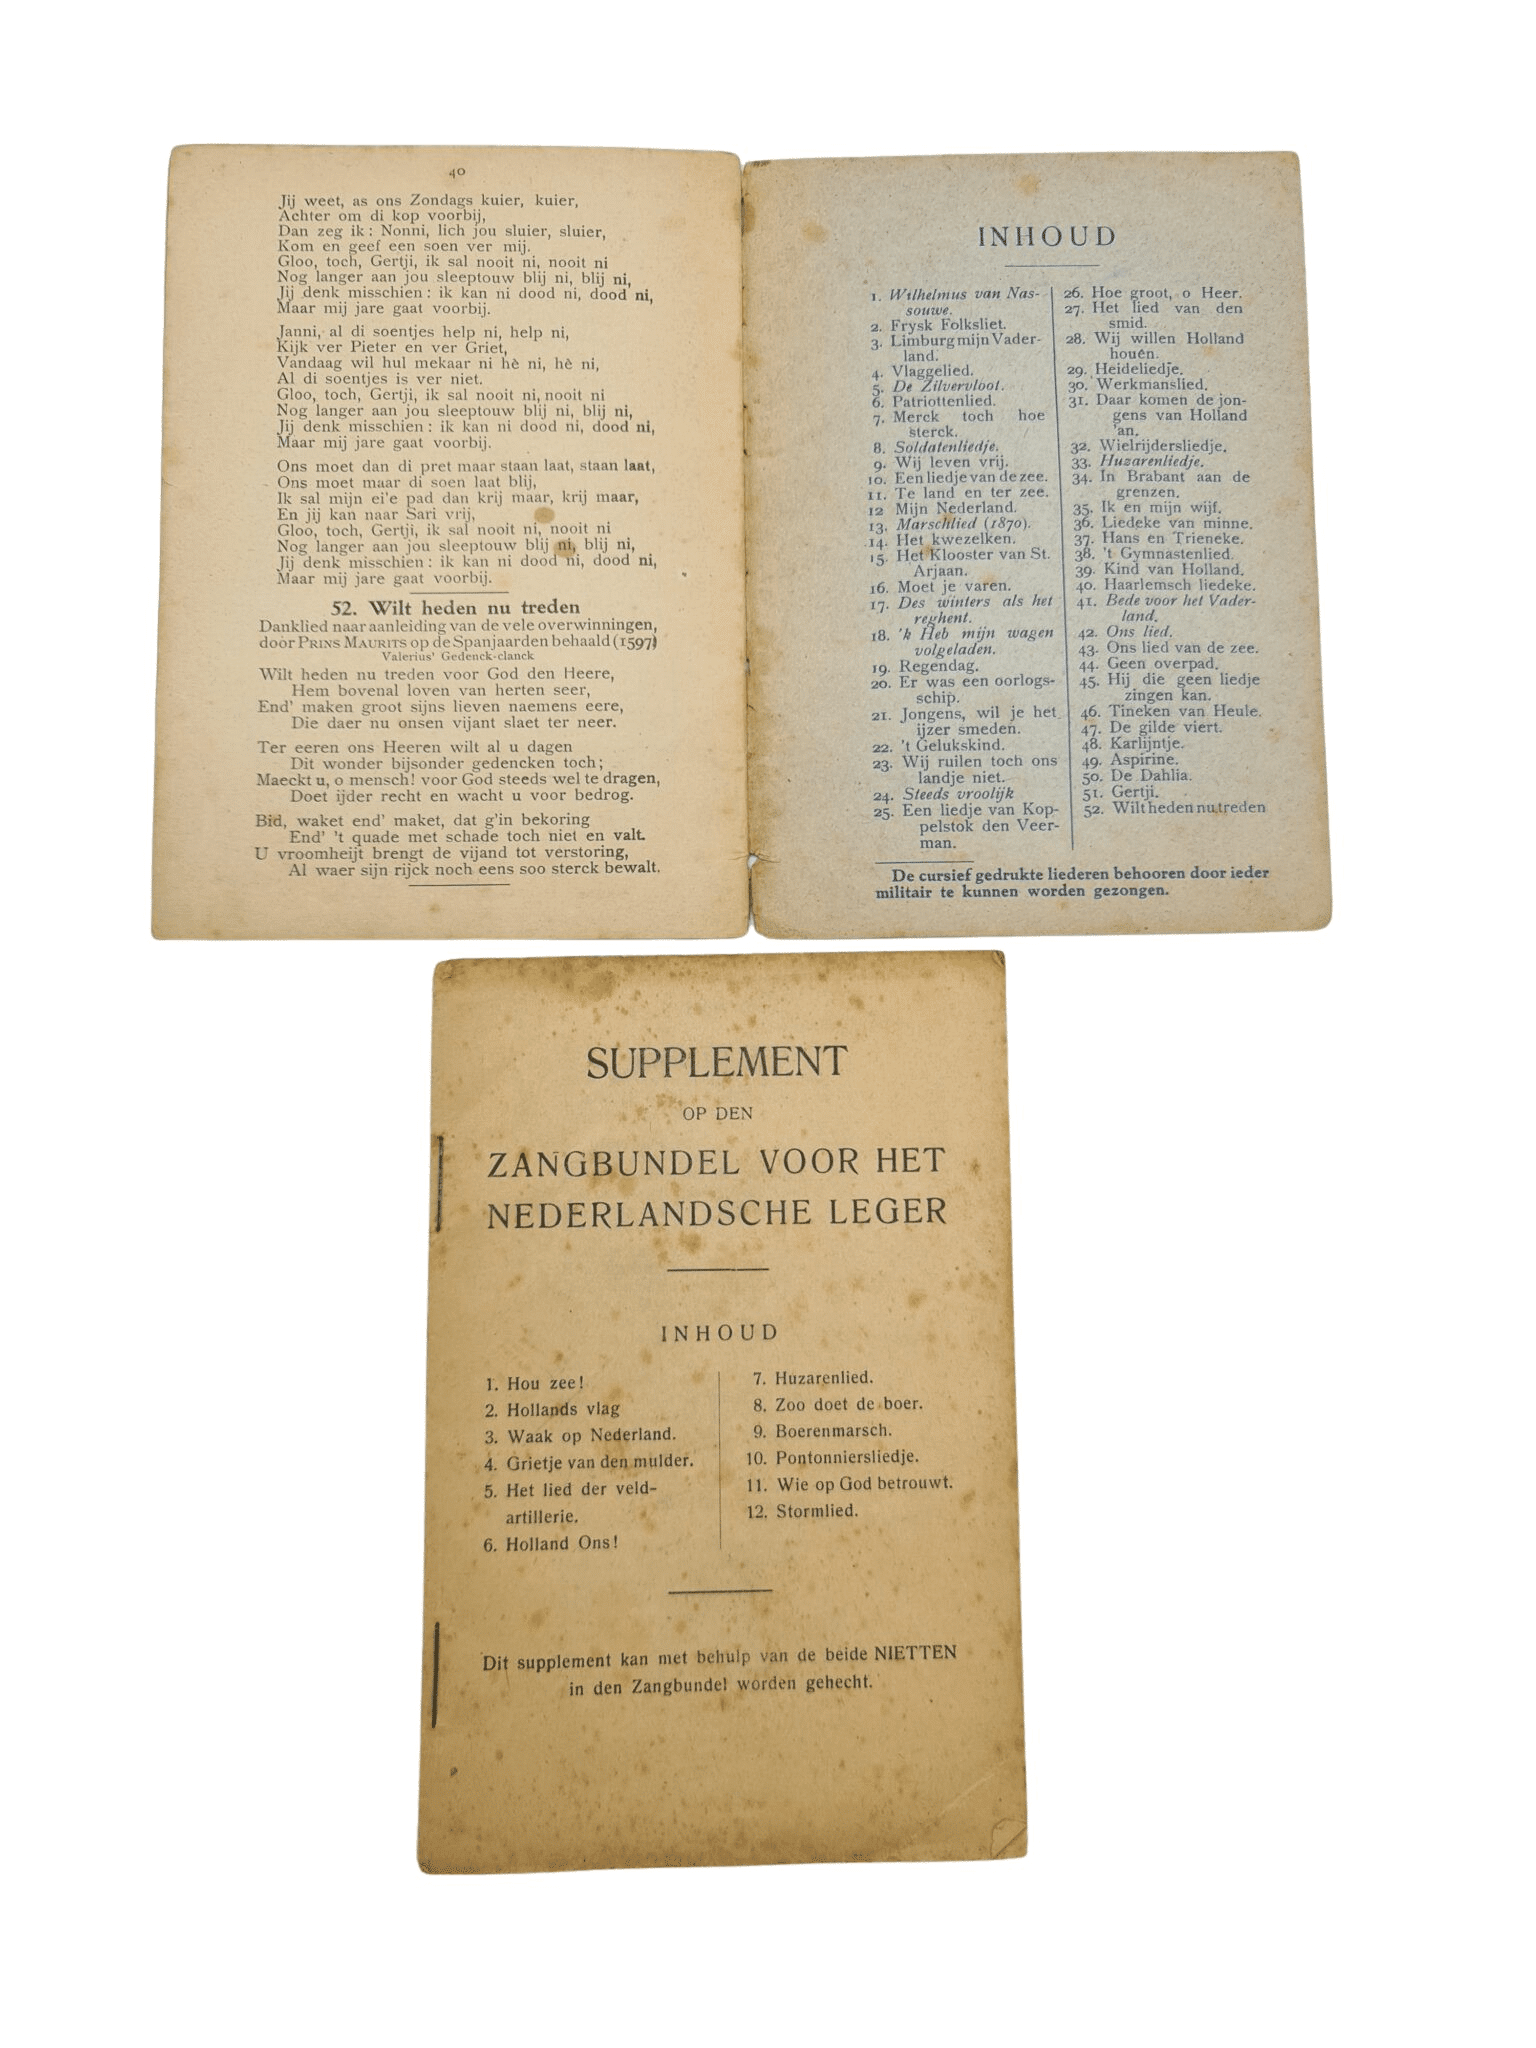 40
Jij weet, as ons Zondags kuier, kuier,
Achter om di kop voorbij,
Dan zeg ik: Nonni, lich jou sluier, sluier,
Kom en geef een soen ver mij.
Gloo, toch, Gertji, ik sal nooit ni, nooit ni
Nog langer aan jou sleeptouw blij ni, blij ni,
Jij denk misschien: ik kan ni dood ni, dood ni,
Maar mij jare gaat voorbij.
Janni, al di soentjes help ni, help ni,
Kijk ver Pieter en ver Griet,
Vandaag wil hul mekaar ni hè ni, hè ni,
Al di soentjes is ver niet.
Gloo, toch, Gertji, ik sal nooit ni, nooit ni
Nog langer aan jou sleeptouw blij ni, blij ni,
Jij denk misschien: ik kan ni dood ni, dood ni,
Maar mij jare gaat voorbij.
Ons moet dan di pret maar staan laat, staan laat,
Ons moet maar di soen laat blij,
Ik sal mijn ei'e pad dan krij maar, krij maar,
En jij kan naar Sari vrij,
Gloo, toch, Gertji, ik sal nooit ni, nooit ni
Nog langer aan jou sleeptouw blij ni, blij ni,
Jij denk misschien: ik kan ni dood ni, dood ni,
Maar mij jare gaat voorbij.
52. Wilt heden nu treden
Danklied naar aanleiding van de vele overwinningen,
door PRINS MAURITS op de Spanjaarden behaald (1597)
Valerius' Gedenck-clanck
Wilt heden nu treden voor God den Heere,
Hem bovenal loven van herten seer,
End' maken groot sijns lieven naemens eere,
Die daer nu onsen vijant slaet ter neer.
Ter eeren ons Heeren wilt al u dagen
Dit wonder bijsonder gedencken toch;
Maeckt u, o mensch! voor God steeds wel te dragen,
Doet ijder recht en wacht u voor bedrog.
Bid, waket end' maket, dat g'in bekoring
End' 't quade met schade toch niet en valt.
U vroomheijt brengt de vijand tot verstoring,
Al waer sijn rijck noch eens soo sterck bewalt.
INHOUD
1. Wilhelmus van Nas-
souwe.
2. Frysk Folksliet.
3. Limburg mijn Vader-
land.
4. Vlaggelied.
5. De Zilvervloot.
6. Patriottenlied.
7. Merck toch hoe
sterck.
8. Soldatenliedje.
9. Wij leven vrij.
10. Een liedje van de zee.
11. Te land en ter zee.
12 Mijn Nederland.
13. Marschlied (1870).
14. Het kwezelken.
15. Het Klooster van St.
Arjaan.
16. Moet je varen.
17. Des winters als het
reghent.
18. 'k Heb mijn wagen
volgeladen.
19. Regendag.
20. Er was een oorlogs-
schip.
21. Jongens, wil je het
ijzer smeden.
22. 't Gelukskind.
23. Wij ruilen toch ons
landje niet.
24. Steeds vroolijk
25. Een liedje van Kop-
pelstok den Veer-
man.
26. Hoe groot, o Heer.
27. Het lied van den
smid.
28. Wij willen Holland
houên.
29. Heideliedje.
30. Werkmanslied.
31. Daar komen de jon-
gens van Holland
'an.
32. Wielrijdersliedje.
33. Huzarenliedje.
34. In Brabant aan de
grenzen.
35. Ik en mijn wijf.
36. Liedeke van minne.
37. Hans en Trieneke.
38. 't Gymnastenlied.
39. Kind van Holland.
40. Haarlemsch liedeke.
41. Bede voor het Vader-
land.
42. Ons lied.
43. Ons lied van de zee.
44. Geen overpad.
45. Hij die geen liedje
zingen kan.
46. Tineken van Heule.
47. De gilde viert.
48. Karlijntje.
49. Aspirine.
50. De Dahlia.
51. Gertji.
52. Wilt heden nu treden
De cursief gedrukte liederen behooren door ieder
militair te kunnen worden gezongen.
SUPPLEMENT
OP DEN
ZANGBUNDEL VOOR HET
NEDERLANDSCHE LEGER
INHOUD
1. Hou zee!
2. Hollands vlag
3. Waak op Nederland.
4. Grietje van den mulder.
5. Het lied der veld-
artillerie.
6. Holland Ons!
7. Huzarenlied.
8. Zoo doet de boer.
9. Boerenmarsch.
10. Pontonniersliedje.
11. Wie op God betrouwt.
12. Stormlied.
Dit supplement kan met behulp van de beide NIETTEN
in den Zangbundel worden gehecht.